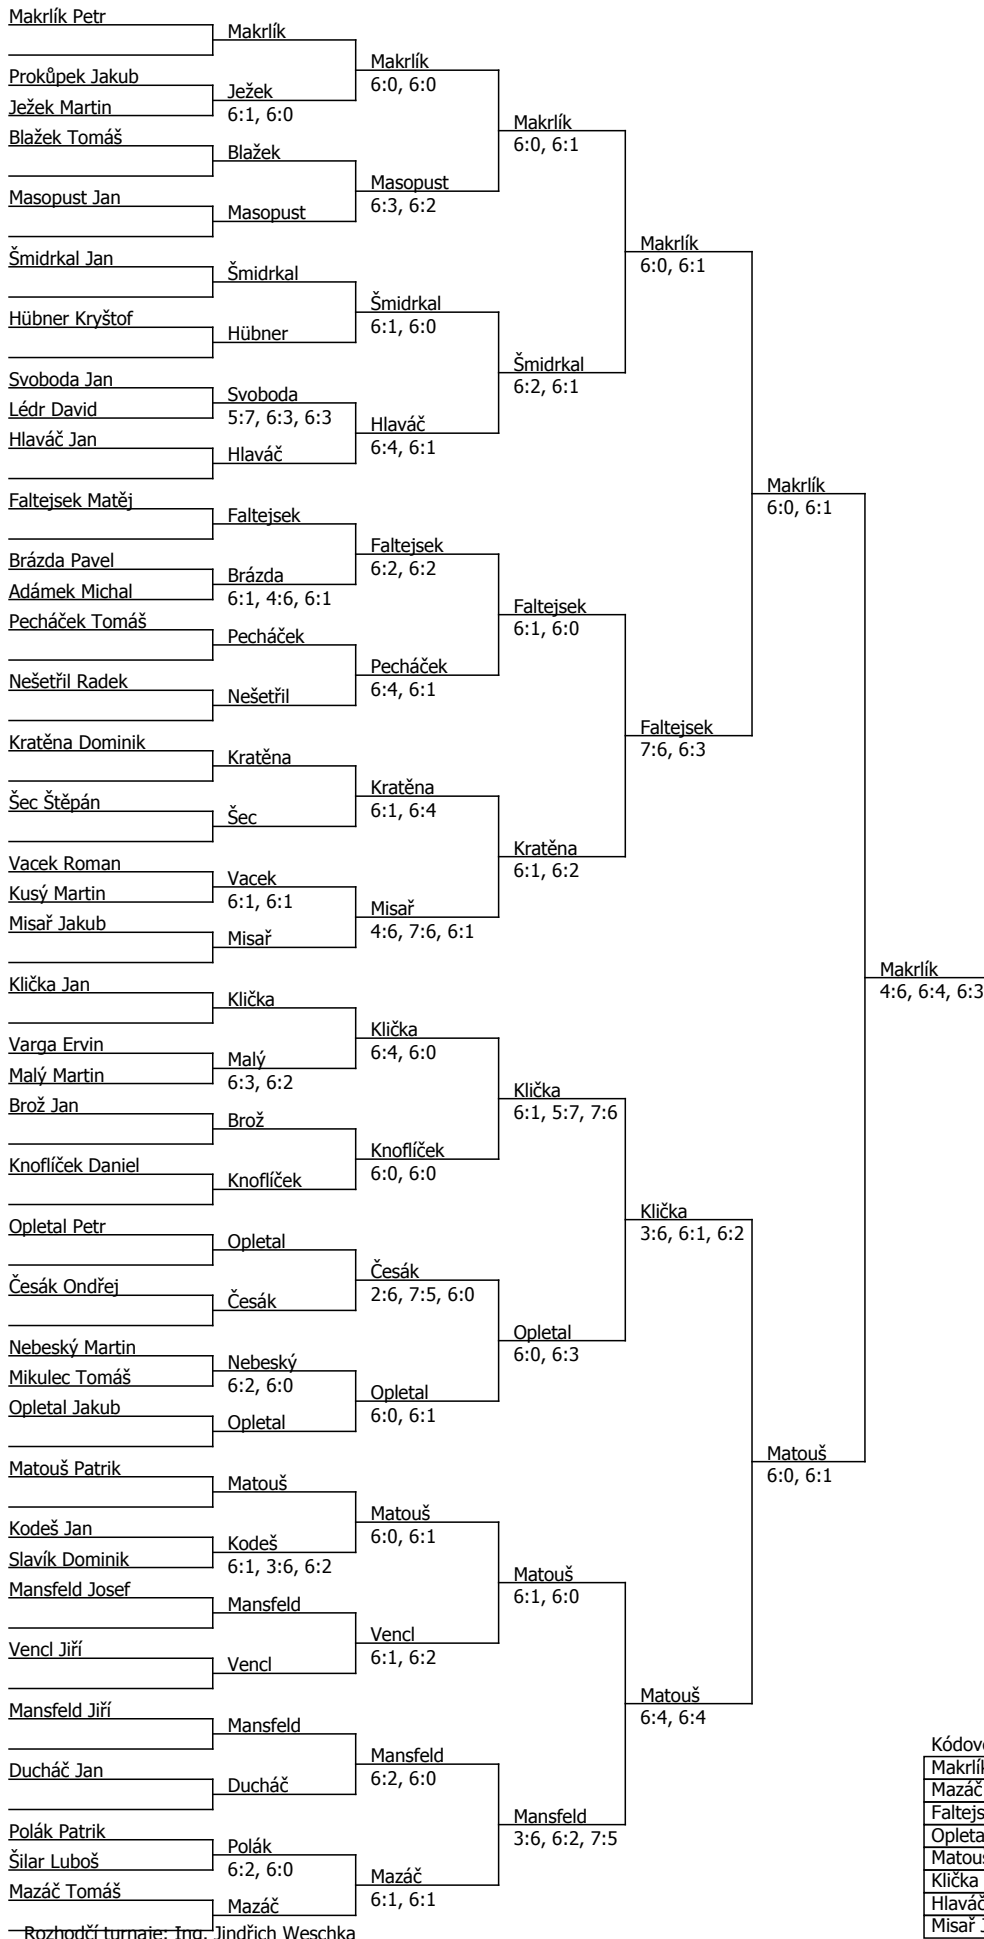 Makrlík Petr
Makrlík
Makrlík
6:0, 6:0
Prokůpek Jakub
Ježek
6:1, 6:0
Ježek Martin
Makrlík
6:0, 6:1
Blažek Tomáš
Blažek
Masopust
6:3, 6:2
Masopust Jan
Masopust
Makrlík
6:0, 6:1
Šmidrkal Jan
Šmidrkal
Šmidrkal
6:1, 6:0
Hübner Kryštof
Hübner
Šmidrkal
6:2, 6:1
Svoboda Jan
Svoboda
5:7, 6:3, 6:3
Lédr David
Hlaváč
6:4, 6:1
Hlaváč Jan
Hlaváč
Makrlík
6:0, 6:1
Faltejsek Matěj
Faltejsek
Faltejsek
6:2, 6:2
Brázda Pavel
Brázda
6:1, 4:6, 6:1
Adámek Michal
Faltejsek
6:1, 6:0
Pecháček Tomáš
Pecháček
Pecháček
6:4, 6:1
Nešetřil Radek
Nešetřil
Faltejsek
7:6, 6:3
Kratěna Dominik
Kratěna
Kratěna
6:1, 6:4
Šec Štěpán
Šec
Kratěna
6:1, 6:2
Vacek Roman
Vacek
6:1, 6:1
Kusý Martin
Misař
4:6, 7:6, 6:1
Misař Jakub
Misař
Makrlík
4:6, 6:4, 6:3
Klička Jan
Klička
Klička
6:4, 6:0
Varga Ervin
Malý
6:3, 6:2
Malý Martin
Klička
6:1, 5:7, 7:6
Brož Jan
Brož
Knoflíček
6:0, 6:0
Knoflíček Daniel
Knoflíček
Klička
3:6, 6:1, 6:2
Opletal Petr
Opletal
Česák
2:6, 7:5, 6:0
Česák Ondřej
Česák
Opletal
6:0, 6:3
Nebeský Martin
Nebeský
6:2, 6:0
Mikulec Tomáš
Opletal
6:0, 6:1
Opletal Jakub
Opletal
Matouš
6:0, 6:1
Matouš Patrik
Matouš
Matouš
6:0, 6:1
Kodeš Jan
Kodeš
6:1, 3:6, 6:2
Slavík Dominik
Matouš
6:1, 6:0
Mansfeld Josef
Mansfeld
Vencl
6:1, 6:2
Vencl Jiří
Vencl
Matouš
6:4, 6:4
Mansfeld Jiří
Mansfeld
Mansfeld
6:2, 6:0
Ducháč Jan
Ducháč
Mansfeld
3:6, 6:2, 7:5
Polák Patrik
Polák
6:2, 6:0
Šilar Luboš
Mazáč
6:1, 6:1
Mazáč Tomáš
Mazáč
Rozhodčí turnaje: Ing. Jindřich Weschka
Makrlík
Mazáč
Klička
Hlaváč